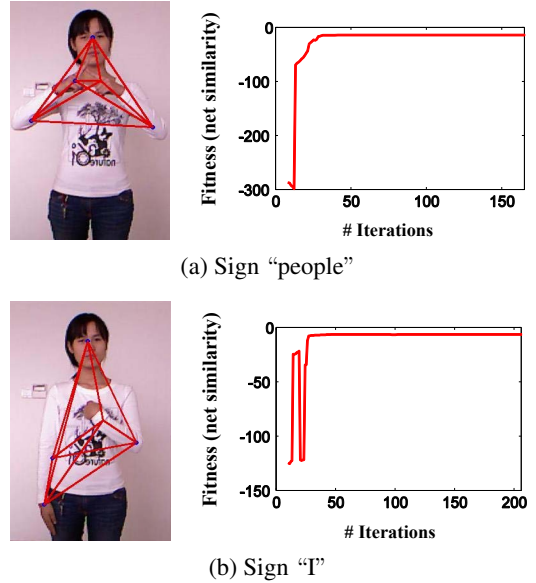 Fitness (net similarity)
0
-100
-200
-300
0
50
100
150
# Iterations
(a) Sign “people”
Fitness (net similarity)
0
-50
-100
-150
0
50
100
150
200
# Iterations
(b) Sign “I”